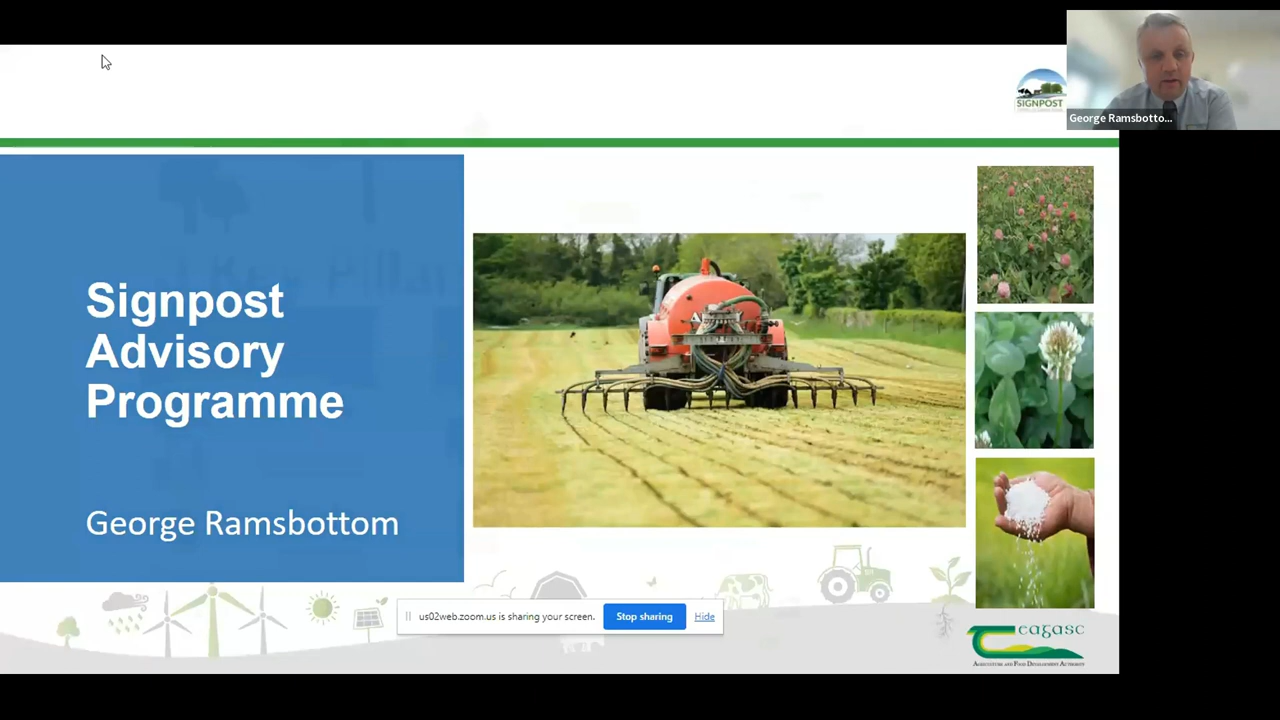 SIGNPOST
George Ramsbotto...
Signpost
Advisory
Programme
George Ramsbottom
us02web.zoom.us is sharing your screen.
Stop sharing
Hide
eagasc
AGRICULTURE AND FOOD DEVELOPMENT AUTHORITY